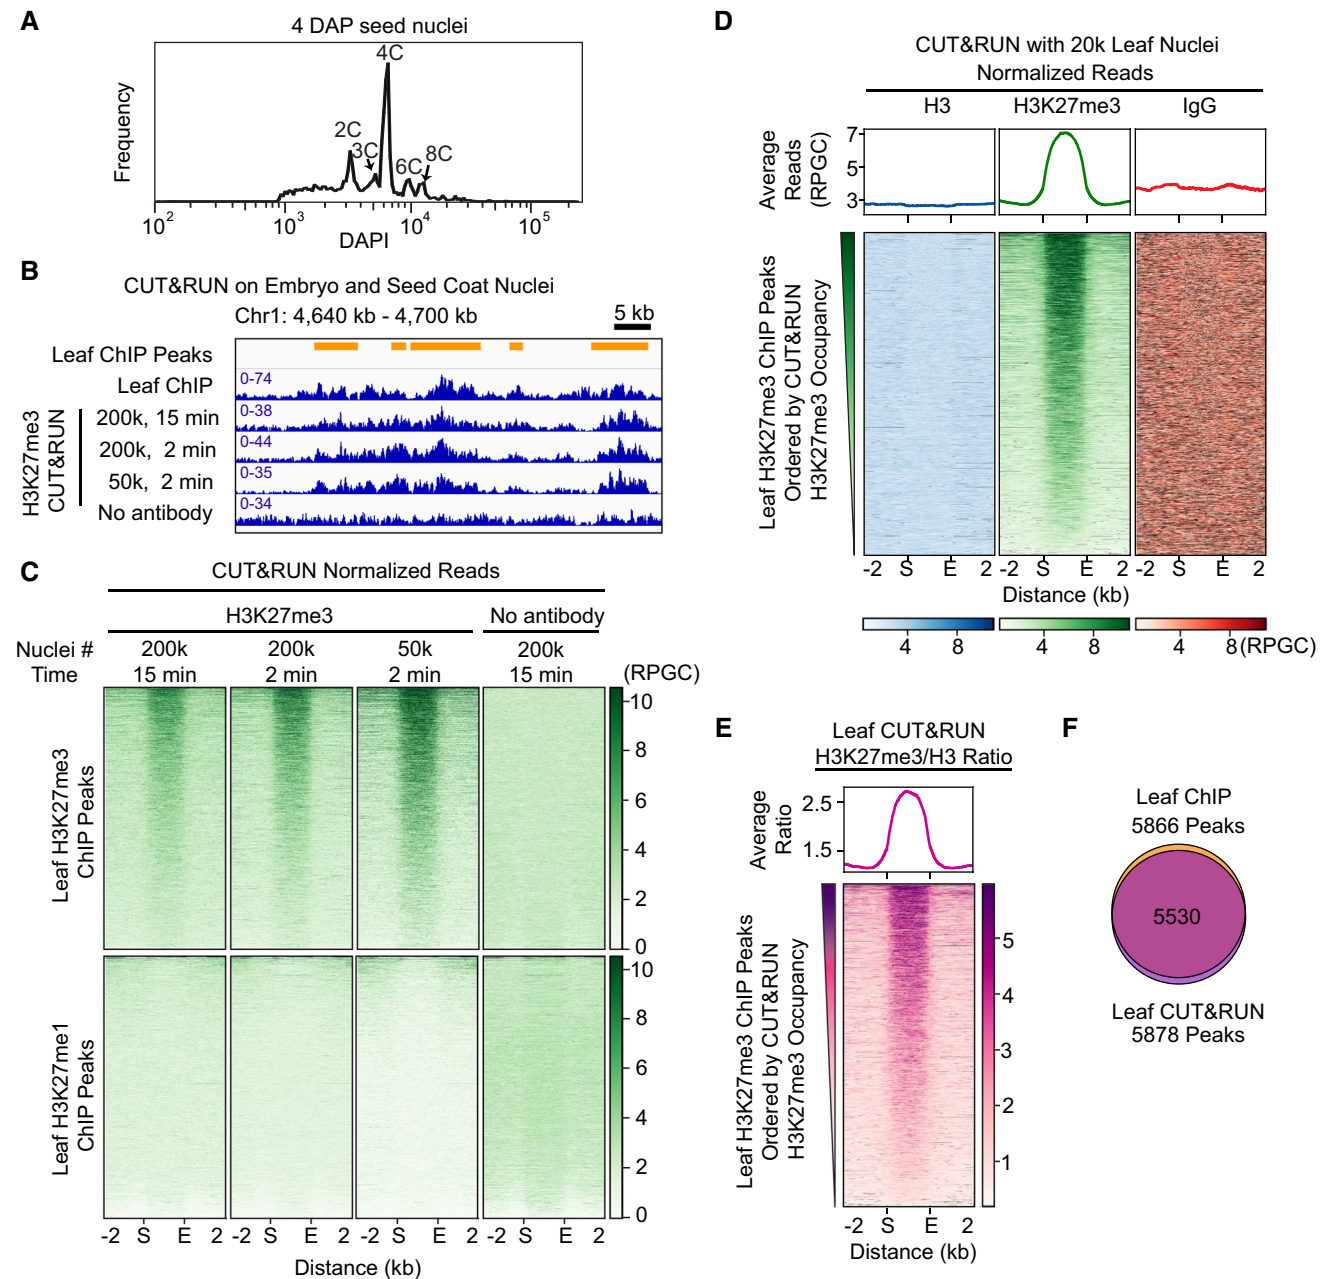 A
4 DAP seed nuclei
Frequency
2C
3C
4C
6C
8C
10^2
10^3
10^4
10^5
DAPI
B
CUT&RUN on Embryo and Seed Coat Nuclei
Chr1: 4,640 kb - 4,700 kb
5 kb
Leaf ChIP Peaks
Leaf ChIP
0-74
H3K27me3
CUT&RUN
200k, 15 min
0-38
200k, 2 min
0-44
50k, 2 min
0-35
No antibody
0-34
C
CUT&RUN Normalized Reads
H3K27me3
No antibody
Nuclei #
200k
200k
50k
200k
Time
15 min
2 min
2 min
15 min
(RPGC)
Leaf H3K27me3
ChIP Peaks
10
8
6
4
2
0
Leaf H3K27me1
ChIP Peaks
10
8
6
4
2
0
-2 S E 2
-2 S E 2
-2 S E 2
-2 S E 2
Distance (kb)
D
CUT&RUN with 20k Leaf Nuclei
Normalized Reads
H3
H3K27me3
IgG
Average
Reads
(RPGC)
7
5
3
Leaf H3K27me3 ChIP Peaks
Ordered by CUT&RUN
H3K27me3 Occupancy
-2 S E 2
-2 S E 2
-2 S E 2
Distance (kb)
4 8
4 8
4 8
(RPGC)
E
Leaf CUT&RUN
H3K27me3/H3 Ratio
Average
Ratio
2.5
1.5
Leaf H3K27me3 ChIP Peaks
Ordered by CUT&RUN
H3K27me3 Occupancy
5
4
3
2
1
-2 S E 2
Distance (kb)
F
Leaf ChIP
5866 Peaks
5530
Leaf CUT&RUN
5878 Peaks